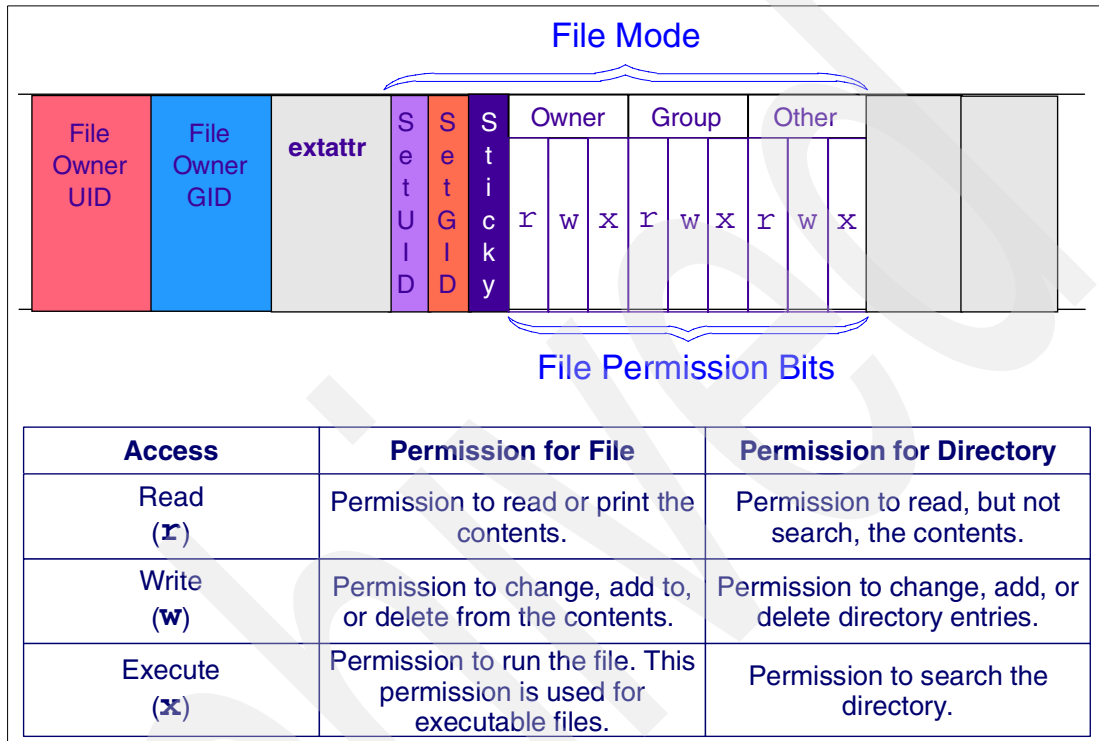 File Mode
File
Owner
UID
File
Owner
GID
extattr
SetUID
SetGID
Sticky
Owner
Group
Other
r w x r w x r w x
File Permission Bits
Access
Permission for File
Permission for Directory
Read
(r)
Permission to read or print the
contents.
Permission to read, but not
search, the contents.
Write
(w)
Permission to change, add to,
or delete from the contents.
Permission to change, add, or
delete directory entries.
Execute
(x)
Permission to run the file. This
permission is used for
executable files.
Permission to search the
directory.